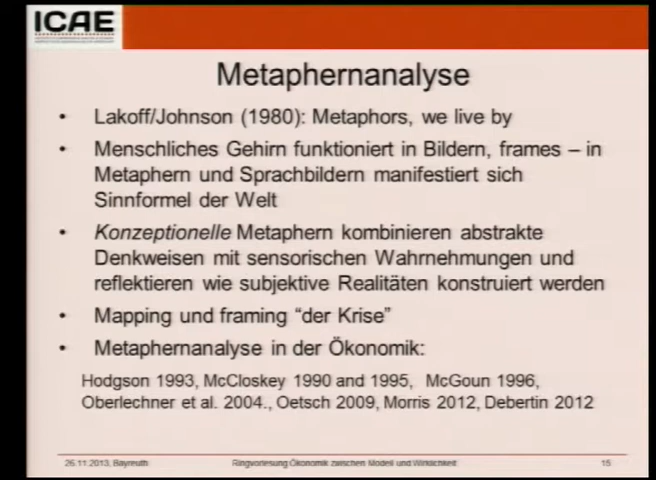 ICAE
Metaphernanalyse
• Lakoff/Johnson (1980): Metaphors, we live by
• Menschliches Gehirn funktioniert in Bildern, frames – in
Metaphern und Sprachbildern manifestiert sich
Sinnformel der Welt
• Konzeptionelle Metaphern kombinieren abstrakte
Denkweisen mit sensorischen Wahrnehmungen und
reflektieren wie subjektive Realitäten konstruiert werden
• Mapping und framing “der Krise”
• Metaphernanalyse in der Ökonomik:
Hodgson 1993, McCloskey 1990 and 1995, McGoun 1996,
Oberlechner et al. 2004., Oetsch 2009, Morris 2012, Debertin 2012
26.11.2013, Bayreuth Ringvorlesung Ökonomik zwischen Modell und Wirklichkeit 15